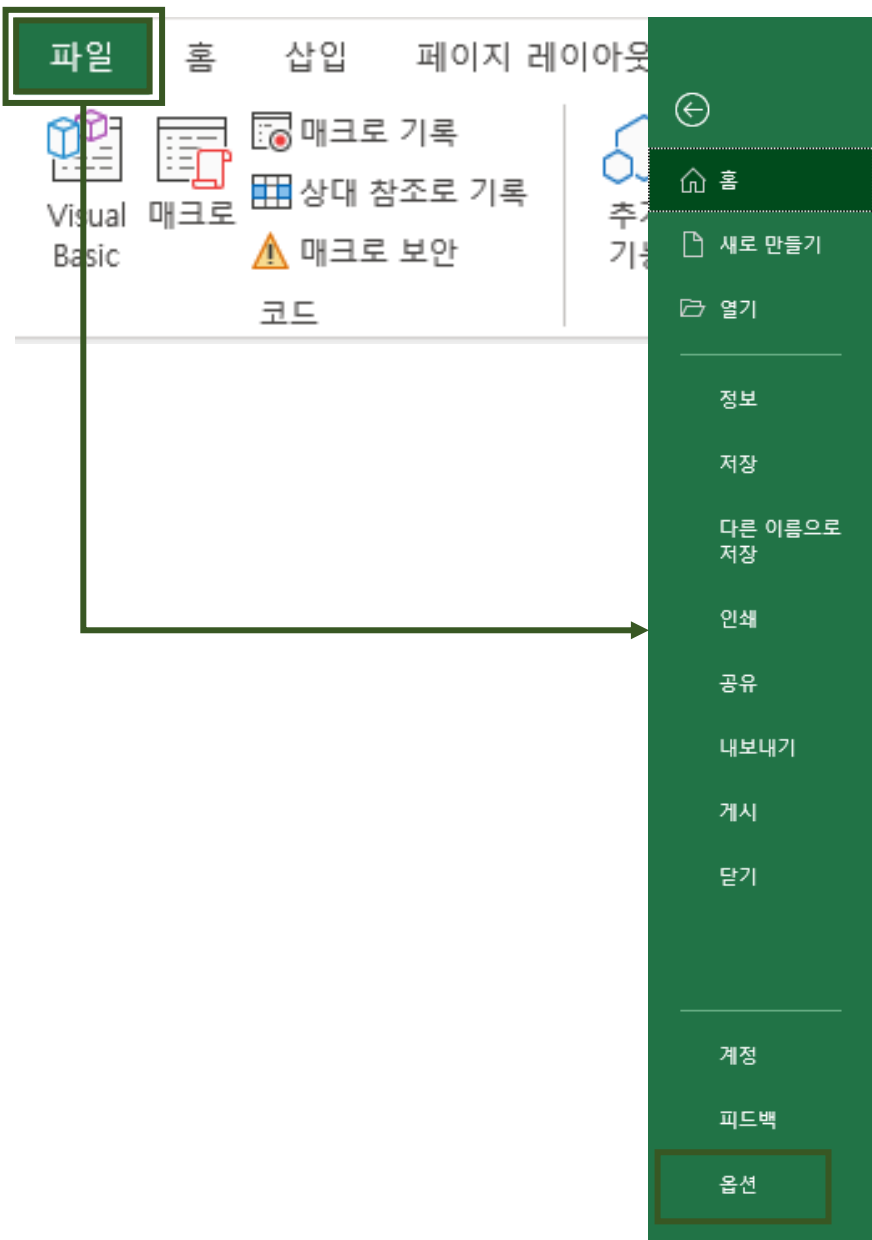 파일 홈 삽입 페이지 레이아웃
매크로 기록
상대 참조로 기록
매크로 보안
Visual
Basic
매크로
코드
홈
새로 만들기
열기
정보
저장
다른 이름으로
저장
인쇄
공유
내보내기
게시
닫기
계정
피드백
옵션